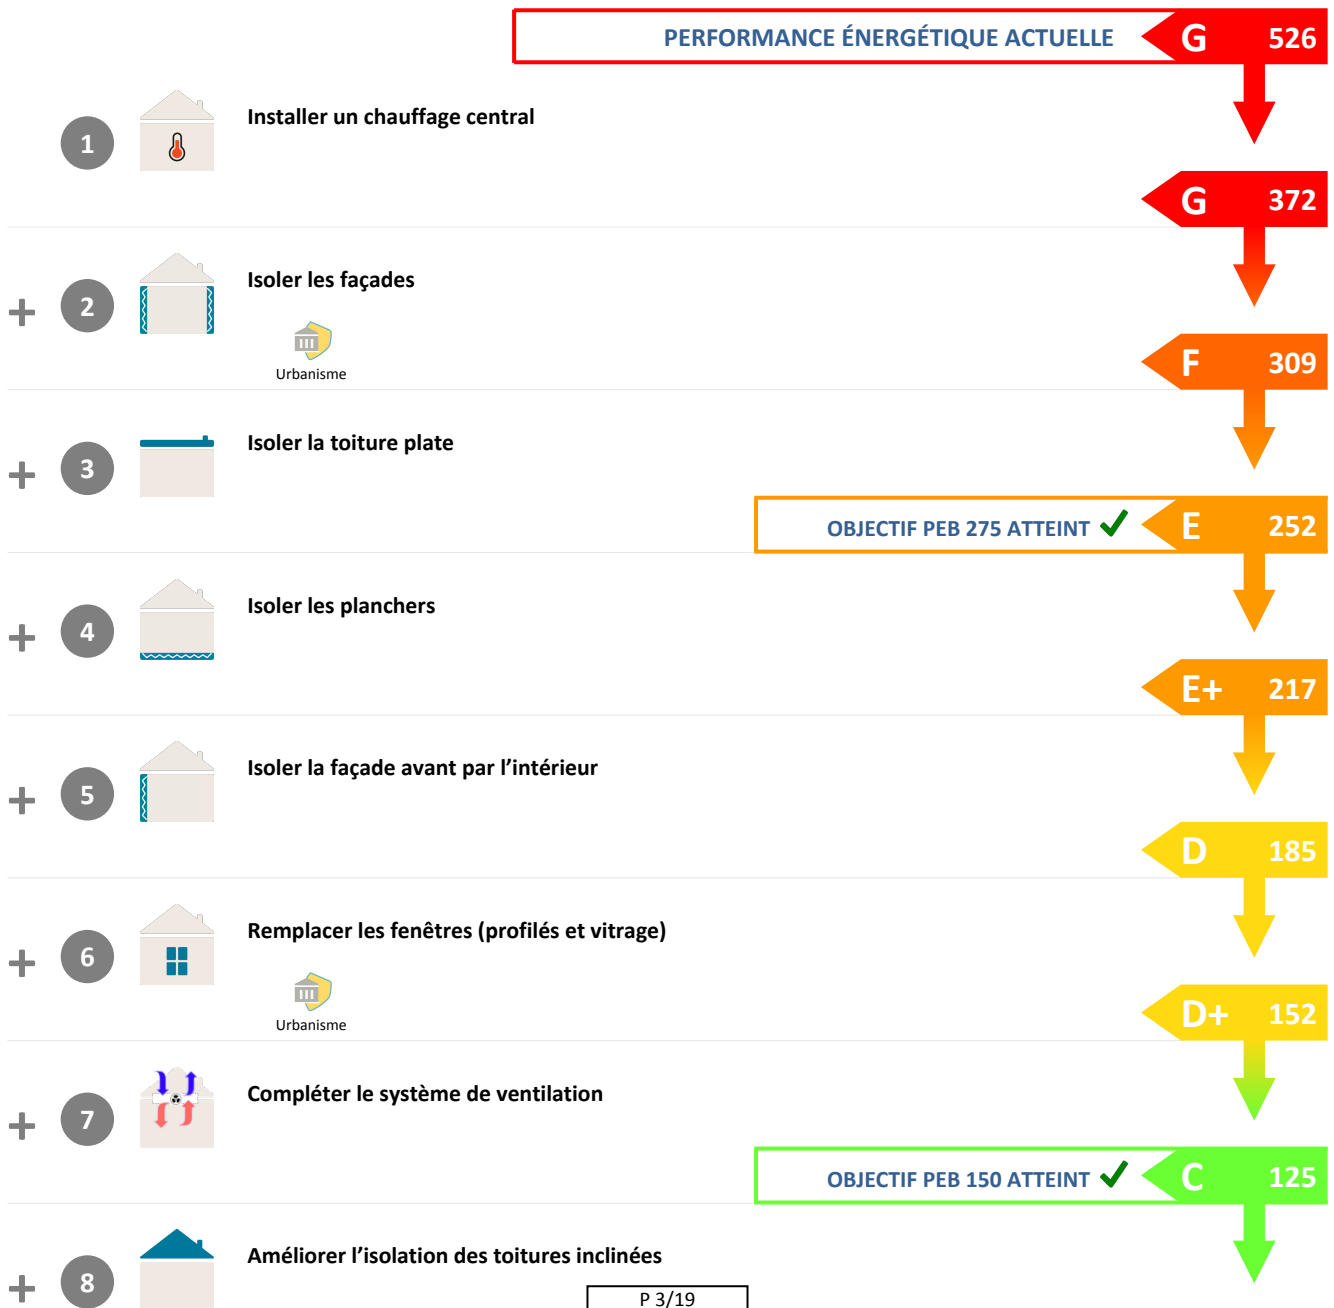 PERFORMANCE ÉNERGÉTIQUE ACTUELLE G 526
1 Installer un chauffage central
G 372
+ 2 Isoler les façades
Urbanisme
F 309
+ 3 Isoler la toiture plate
OBJECTIF PEB 275 ATTEINT E 252
+ 4 Isoler les planchers
E+ 217
+ 5 Isoler la façade avant par l’intérieur
D 185
+ 6 Remplacer les fenêtres (profilés et vitrage)
Urbanisme
D+ 152
+ 7 Compléter le système de ventilation
OBJECTIF PEB 150 ATTEINT C 125
+ 8 Améliorer l’isolation des toitures inclinées
P 3/19